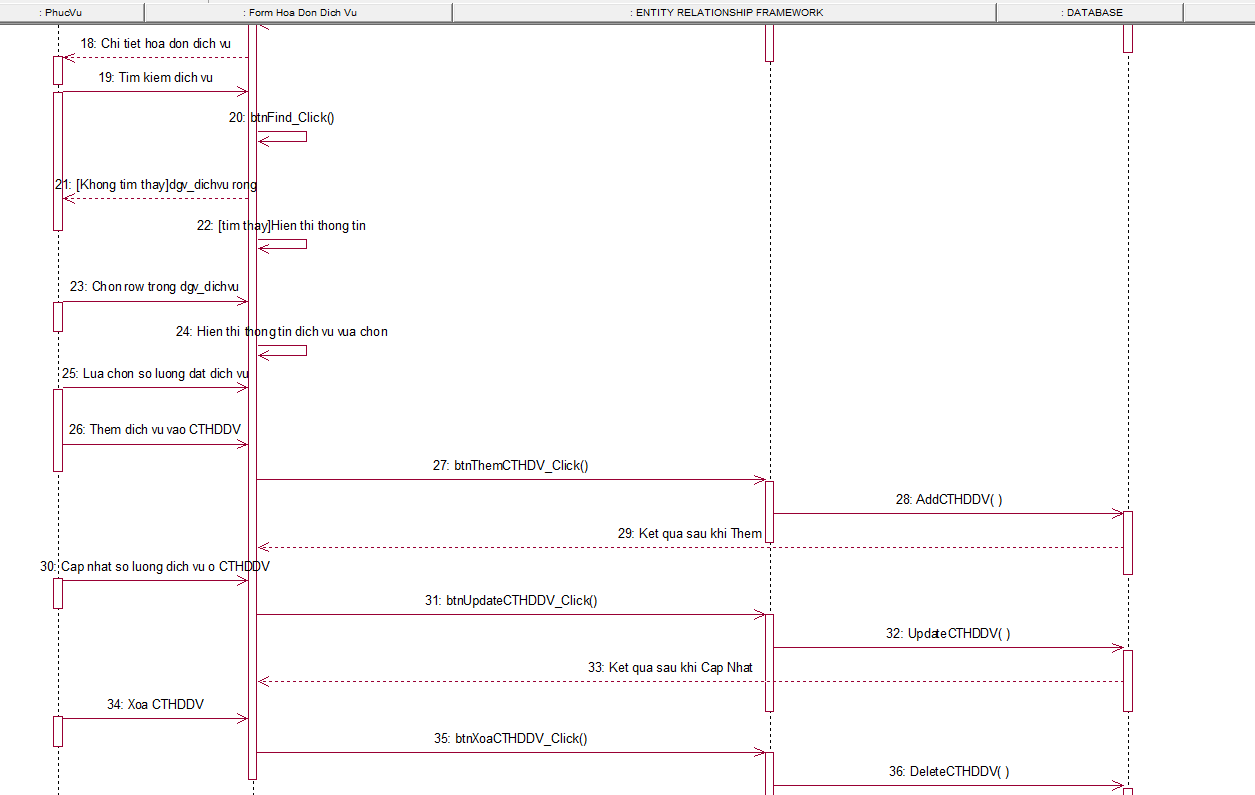 : PhucVu
: Form Hoa Don Dich Vu
: ENTITY RELATIONSHIP FRAMEWORK
: DATABASE
18: Chi tiet hoa don dich vu
19: Tim kiem dich vu
20: btnFind_Click()
21: [Khong tim thay]dgv_dichvu rong
22: [tim thay]Hien thi thong tin
23: Chon row trong dgv_dichvu
24: Hien thi thong tin dich vu vua chon
25: Lua chon so luong dat dich vu
26: Them dich vu vao CTHDDV
27: btnThemCTHDV_Click()
28: AddCTHDDV( )
29: Ket qua sau khi Them
30: Cap nhat so luong dich vu o CTHDDV
31: btnUpdateCTHDDV_Click()
32: UpdateCTHDDV( )
33: Ket qua sau khi Cap Nhat
34: Xoa CTHDDV
35: btnXoaCTHDDV_Click()
36: DeleteCTHDDV( )